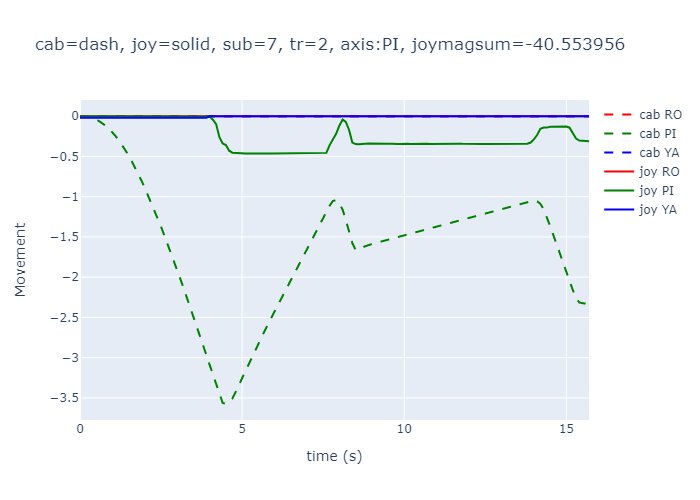 cab=dash, joy=solid, sub=7, tr=2, axis:PI, joymagsum=-40.553956
0
−0.5
−1
−1.5
−2
−2.5
−3
−3.5
Movement
0
5
10
15
time (s)
cab RO
cab PI
cab YA
joy RO
joy PI
joy YA